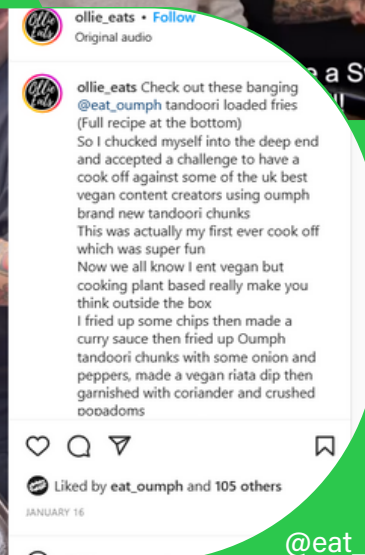 ollie_eats • Follow
Original audio
ollie_eats Check out these banging
@eat_oumph tandoori loaded fries
(Full recipe at the bottom)
So I chucked myself into the deep end
and accepted a challenge to have a
cook off against some of the uk best
vegan content creators using oumph
brand new tandoori chunks
This was actually my first ever cook off
which was super fun
Now we all know I ent vegan but
cooking plant based really make you
think outside the box
I fried up some chips then made a
curry sauce then fried up Oumph
tandoori chunks with some onion and
peppers, made a vegan riata dip then
garnished with coriander and crushed
popadoms
Liked by eat_oumph and 105 others
JANUARY 16
Ollie
Eats
Ollie
Eats
e a S
@eat_